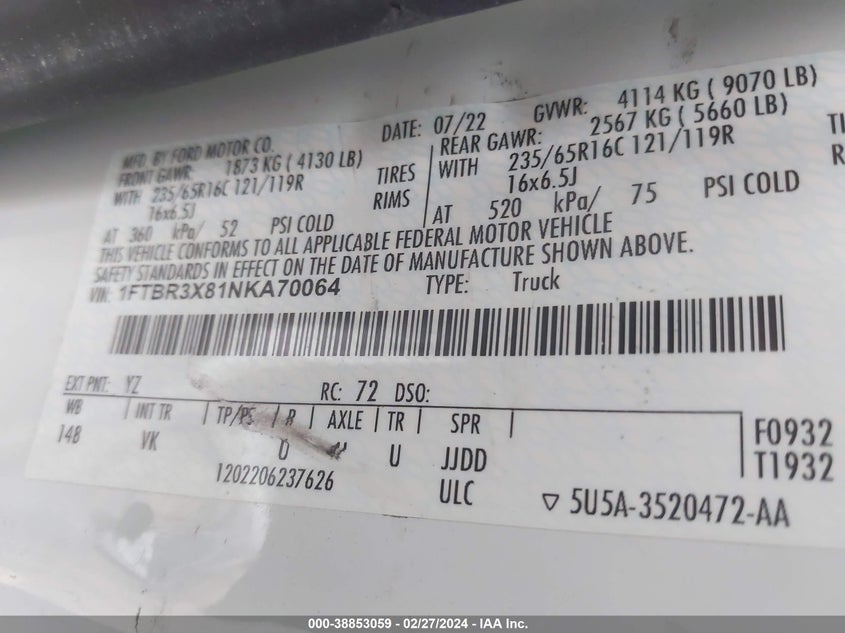 MFD. BY FORD MOTOR CO. DATE: 07/22 GVWR: 4114 KG ( 9070 LB)
FRONT GAWR: 1873 KG ( 4130 LB) REAR GAWR: 2567 KG ( 5660 LB)
WITH 235/65R16C 121/119R TIRES WITH 235/65R16C 121/119R TI
16x6.5J RIMS 16x6.5J R
AT 360 kPa/ 52 PSI COLD AT 520 kPa/ 75 PSI COLD
THIS VEHICLE CONFORMS TO ALL APPLICABLE FEDERAL MOTOR VEHICLE
SAFETY STANDARDS IN EFFECT ON THE DATE OF MANUFACTURE SHOWN ABOVE.
VIN: 1FTBR3X81NKA70064 TYPE: Truck
EXT PNT: YZ RC: 72 DSO:
WB | INT TR | TP/PS | R | AXLE | TR | SPR
148 VK U JJDD
F0932
T1932
1202206237626 ULC ▽ 5U5A-3520472-AA
000-38853059 - 02/27/2024 - IAA Inc.